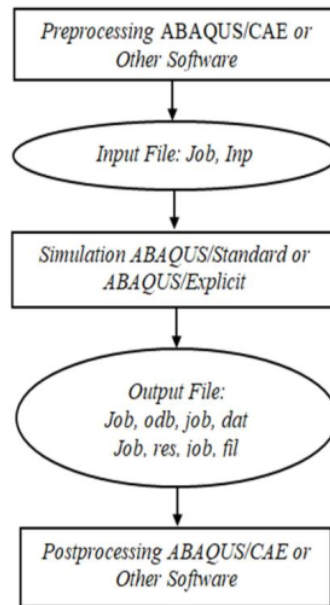 Preprocessing ABAQUS/CAE or
Other Software
Input File: Job, Inp
Simulation ABAQUS/Standard or
ABAQUS/Explicit
Output File:
Job, odb, job, dat
Job, res, job, fil
Postprocessing ABAQUS/CAE or
Other Software